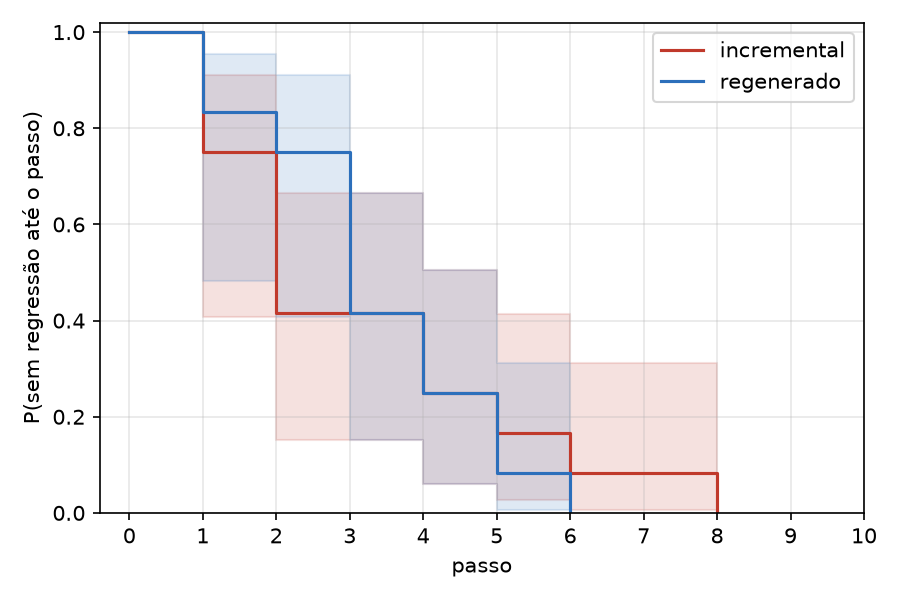 P(sem regressão até o passo)
1.0
0.8
0.6
0.4
0.2
0.0
incremental
regenerado
0 1 2 3 4 5 6 7 8 9 10
passo